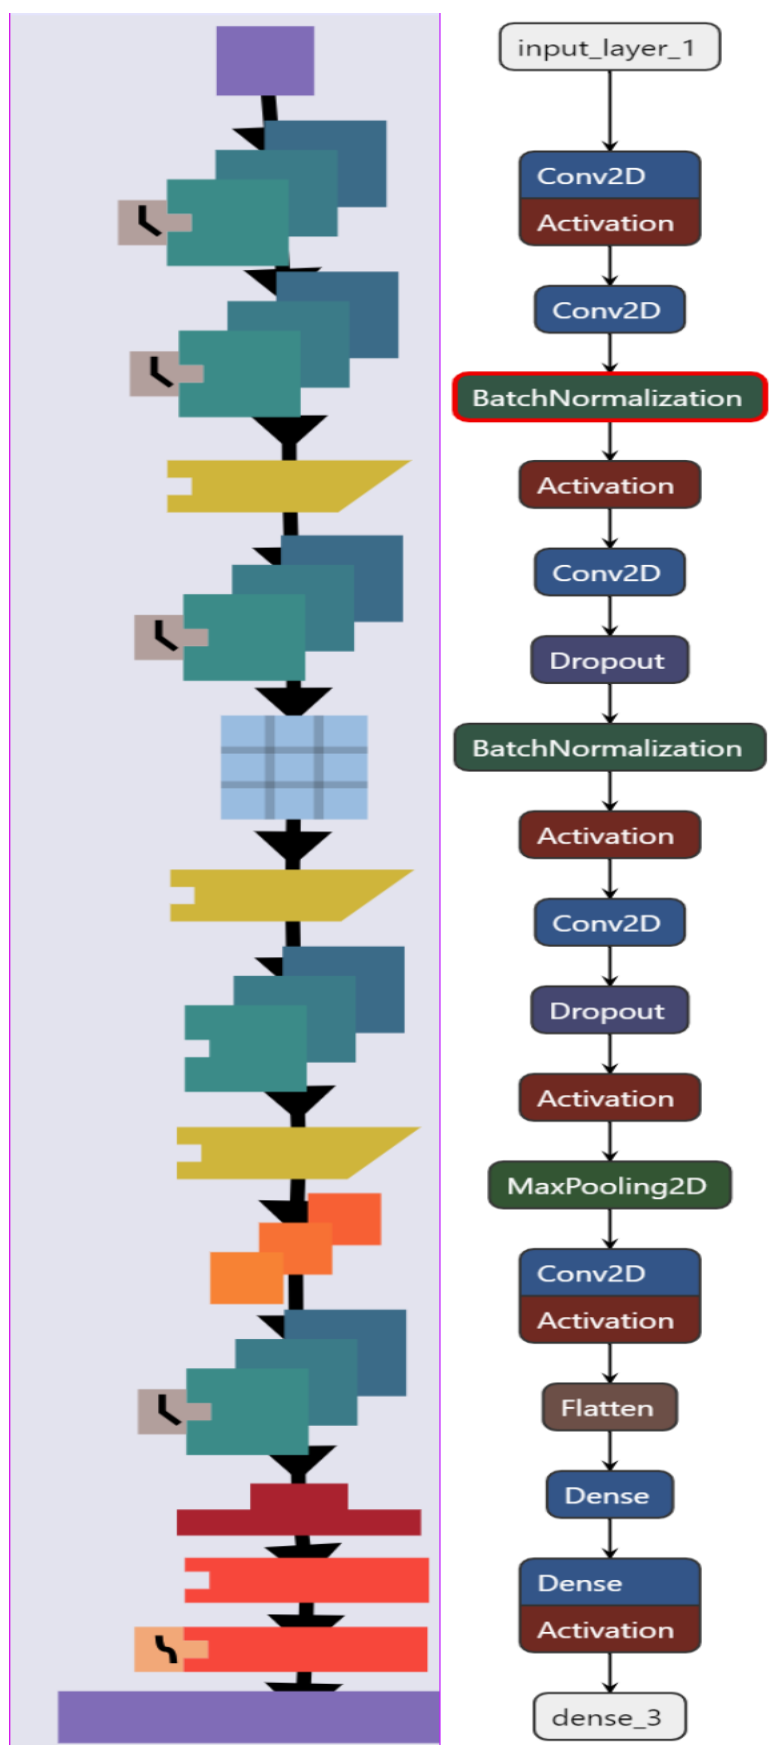 input_layer_1
Conv2D
Activation
Conv2D
BatchNormalization
Activation
Conv2D
Dropout
BatchNormalization
Activation
Conv2D
Dropout
Activation
MaxPooling2D
Conv2D
Activation
Flatten
Dense
Dense
Activation
dense_3